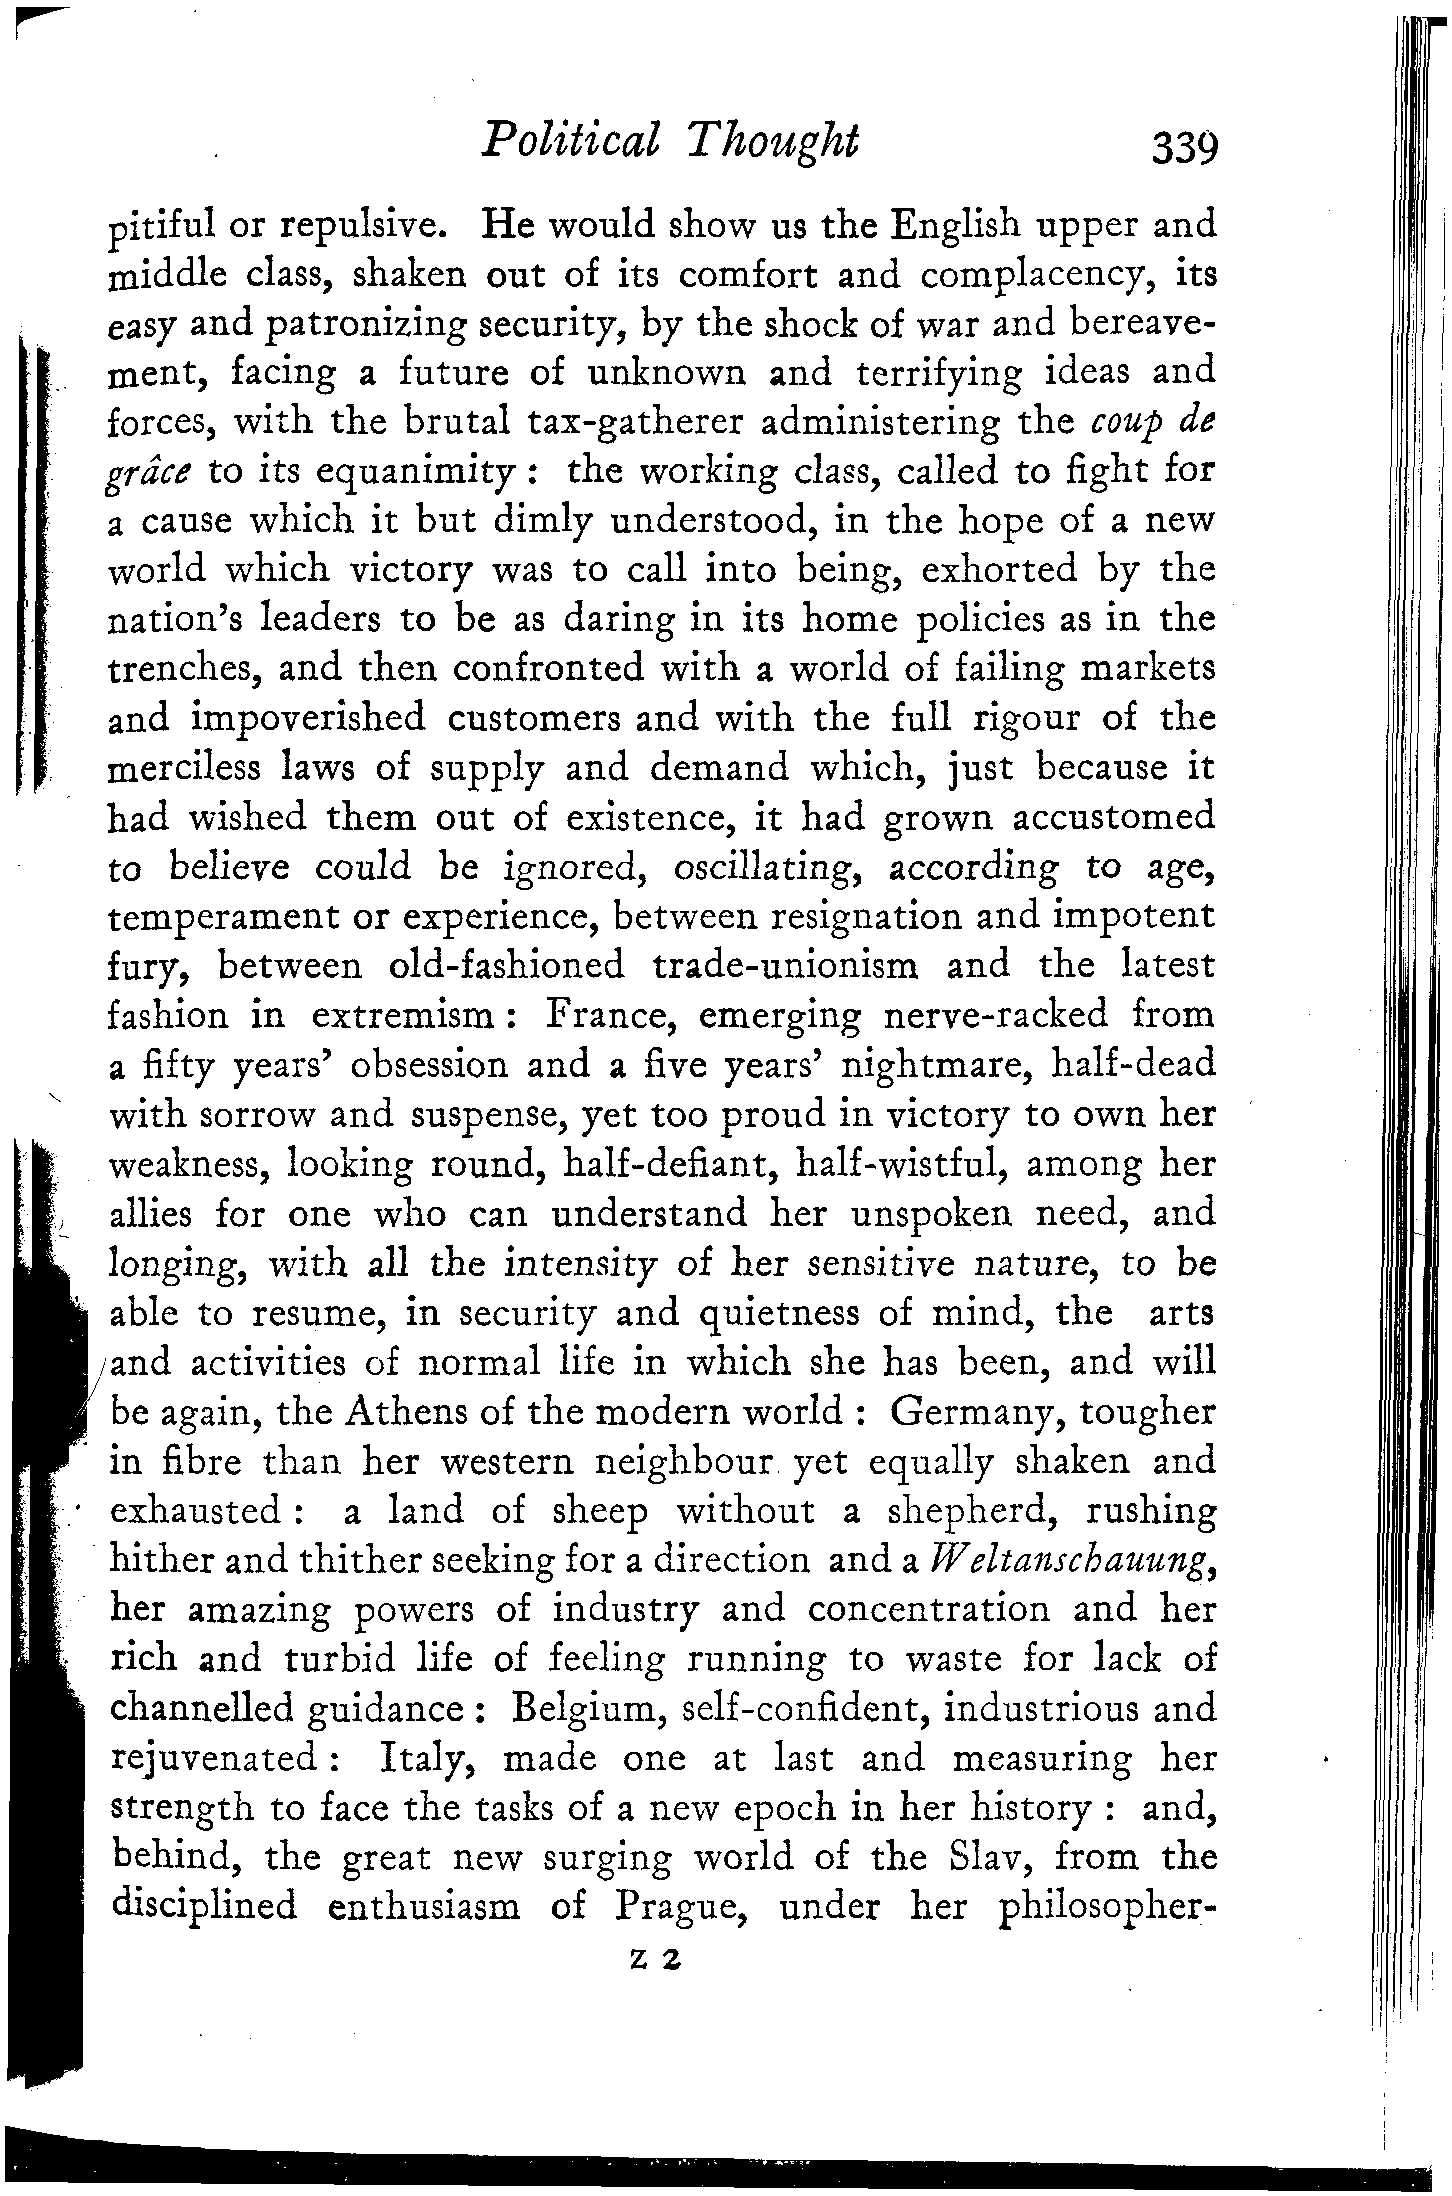 Political Thought 339
pitiful or repulsive. He would show us the English upper and
middle class, shaken out of its comfort and complacency, its
easy and patronizing security, by the shock of war and bereave-
ment, facing a future of unknown and terrifying ideas and
forces, with the brutal tax-gatherer administering the coup de
grâce to its equanimity : the working class, called to fight for
a cause which it but dimly understood, in the hope of a new
world which victory was to call into being, exhorted by the
nation's leaders to be as daring in its home policies as in the
trenches, and then confronted with a world of failing markets
and impoverished customers and with the full rigour of the
merciless laws of supply and demand which, just because it
had wished them out of existence, it had grown accustomed
to believe could be ignored, oscillating, according to age,
temperament or experience, between resignation and impotent
fury, between old-fashioned trade-unionism and the latest
fashion in extremism : France, emerging nerve-racked from
a fifty years' obsession and a five years' nightmare, half-dead
with sorrow and suspense, yet too proud in victory to own her
weakness, looking round, half-defiant, half-wistful, among her
allies for one who can understand her unspoken need, and
longing, with all the intensity of her sensitive nature, to be
able to resume, in security and quietness of mind, the arts
and activities of normal life in which she has been, and will
be again, the Athens of the modern world : Germany, tougher
in fibre than her western neighbour yet equally shaken and
exhausted : a land of sheep without a shepherd, rushing
hither and thither seeking for a direction and a Weltanschauung,
her amazing powers of industry and concentration and her
rich and turbid life of feeling running to waste for lack of
channelled guidance : Belgium, self-confident, industrious and
rejuvenated : Italy, made one at last and measuring her
strength to face the tasks of a new epoch in her history : and,
behind, the great new surging world of the Slav, from the
disciplined enthusiasm of Prague, under her philosopher-
Z 2